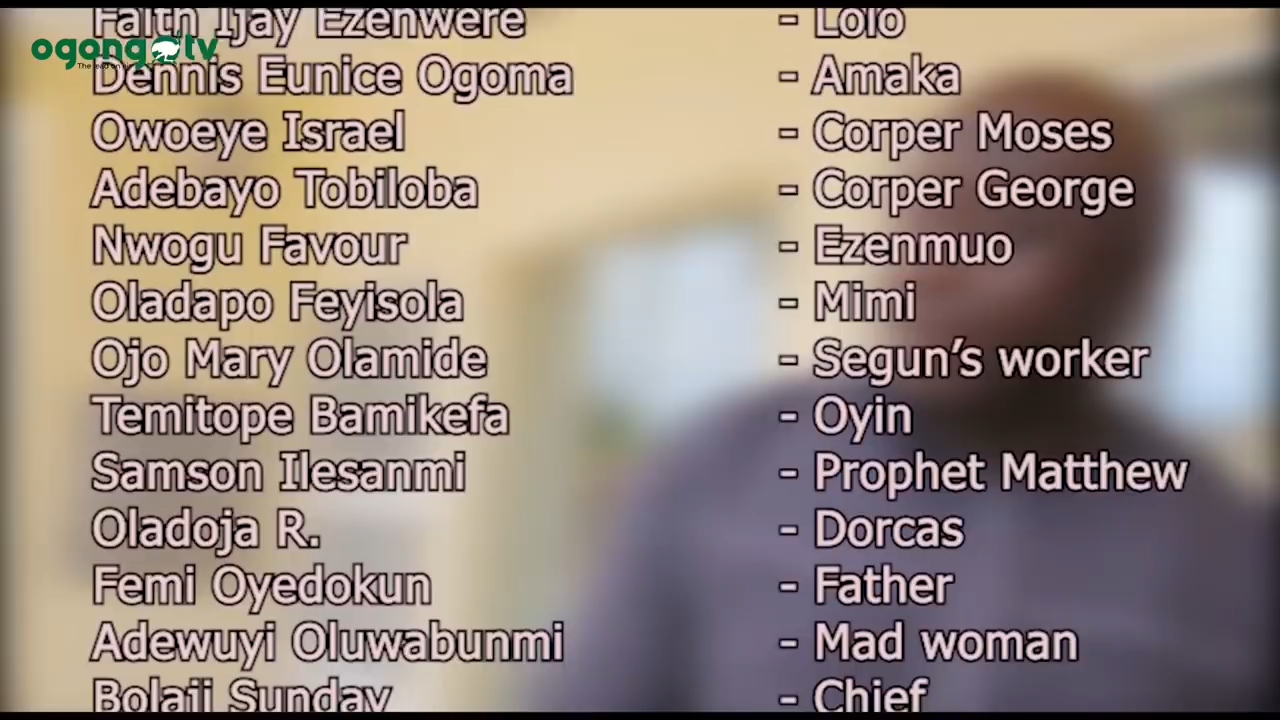 Faith Ijay Ezenwere - Lolo
ogongo tv
Dennis Eunice Ogoma - Amaka
Owoeye Israel - Corper Moses
Adebayo Tobiloba - Corper George
Nwogu Favour - Ezenmuo
Oladapo Feyisola - Mimi
Ojo Mary Olamide - Segun’s worker
Temitope Bamikefa - Oyin
Samson Ilesanmi - Prophet Matthew
Oladoja R. - Dorcas
Femi Oyedokun - Father
Adewuyi Oluwabunmi - Mad woman
Bolaji Sunday - Chief